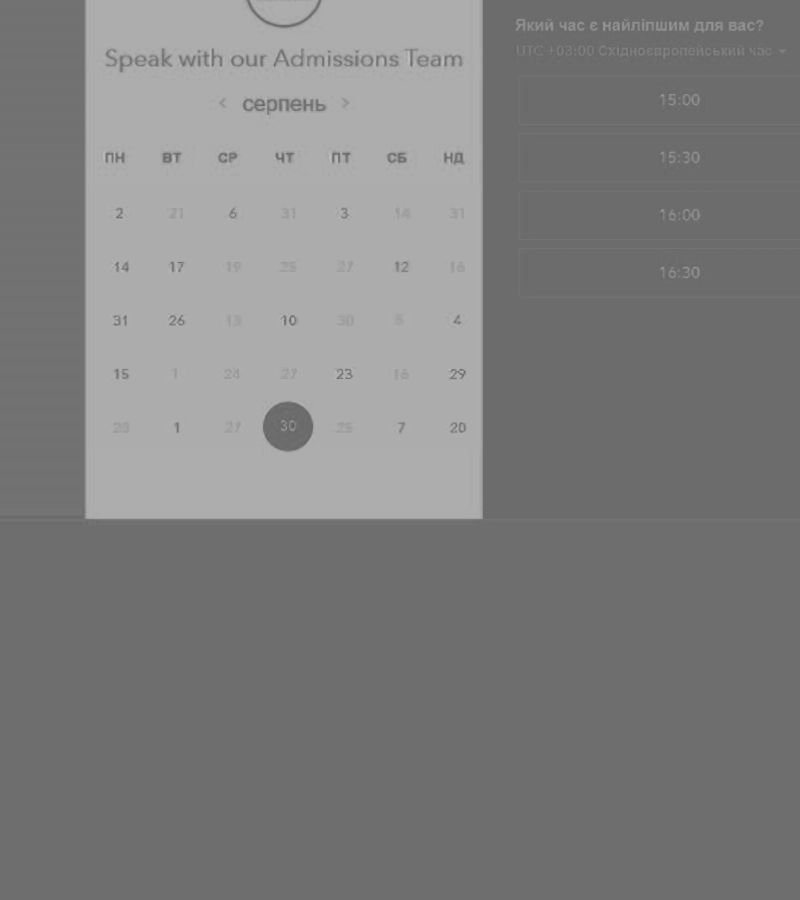 Speak with our Admissions Team
< серпень >
ПН ВТ СР ЧТ ПТ СБ НД
2 21 6 31 3 14 31
14 17 19 25 27 12 16
31 26 13 10 30 5 4
15 1 24 27 23 16 29
1 27 30 25 7 20
Який час є найліпшим для вас?
UTC +03:00 Східноєвропейський час
15:00
15:30
16:00
16:30